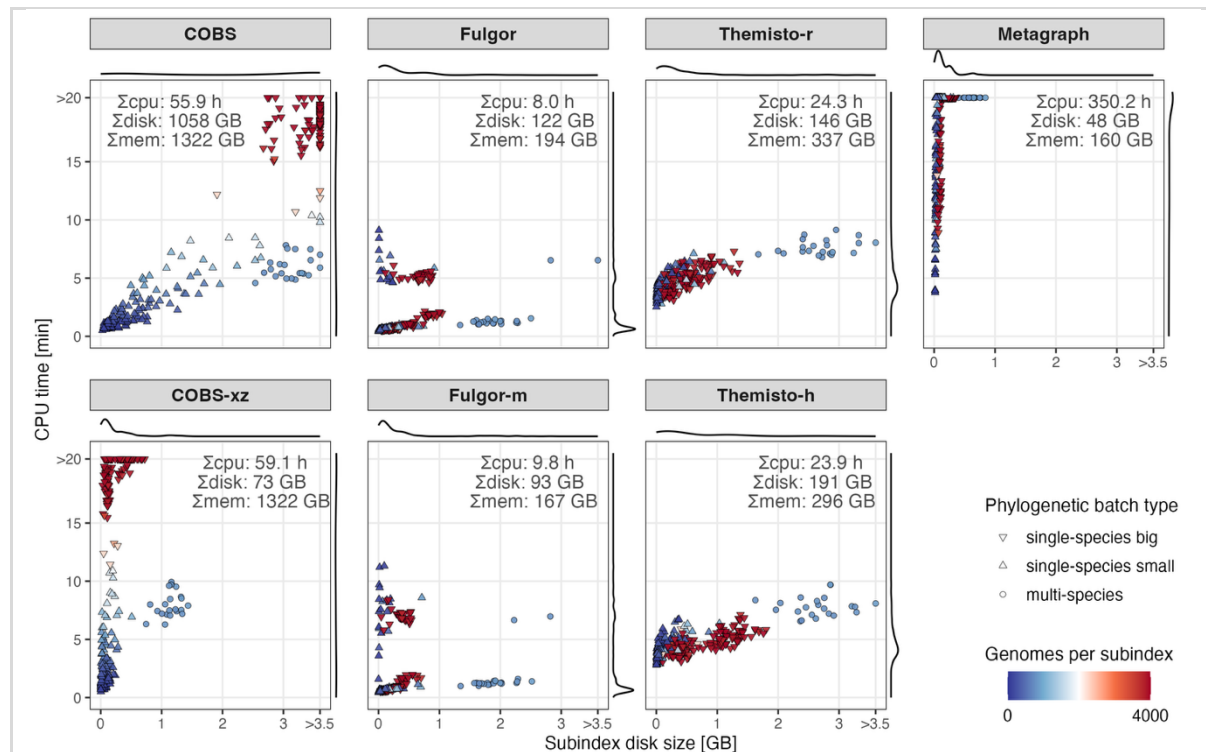 COBS
Fulgor
Themisto-r
Metagraph
CPU time [min]
>20
15
10
5
0
Σcpu: 55.9 h
Σdisk: 1058 GB
Σmem: 1322 GB
Σcpu: 8.0 h
Σdisk: 122 GB
Σmem: 194 GB
Σcpu: 24.3 h
Σdisk: 146 GB
Σmem: 337 GB
Σcpu: 350.2 h
Σdisk: 48 GB
Σmem: 160 GB
0 1 2 3 >3.5
COBS-xz
Fulgor-m
Themisto-h
>20
15
10
5
0
Σcpu: 59.1 h
Σdisk: 73 GB
Σmem: 1322 GB
Σcpu: 9.8 h
Σdisk: 93 GB
Σmem: 167 GB
Σcpu: 23.9 h
Σdisk: 191 GB
Σmem: 296 GB
0 1 2 3 >3.5
0 1 2 3 >3.5
0 1 2 3 >3.5
Subindex disk size [GB]
Phylogenetic batch type
single-species big
single-species small
multi-species
Genomes per subindex
0 4000